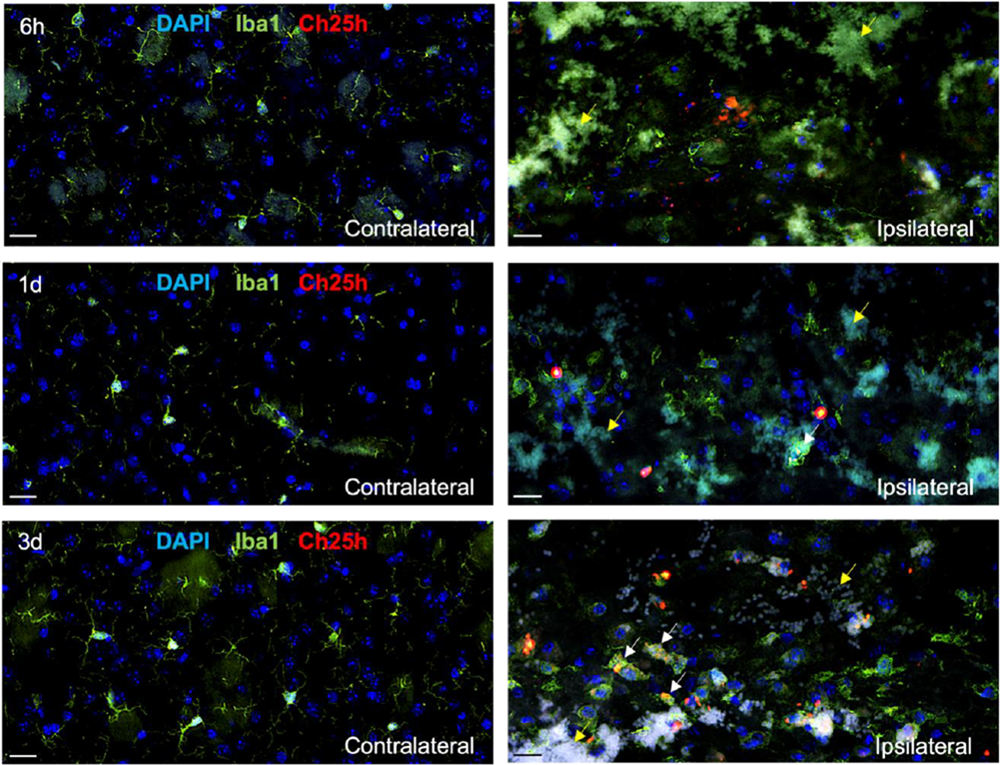 6h DAPI Iba1 Ch25h
Contralateral
Ipsilateral
1d DAPI Iba1 Ch25h
Contralateral
Ipsilateral
3d DAPI Iba1 Ch25h
Contralateral
Ipsilateral